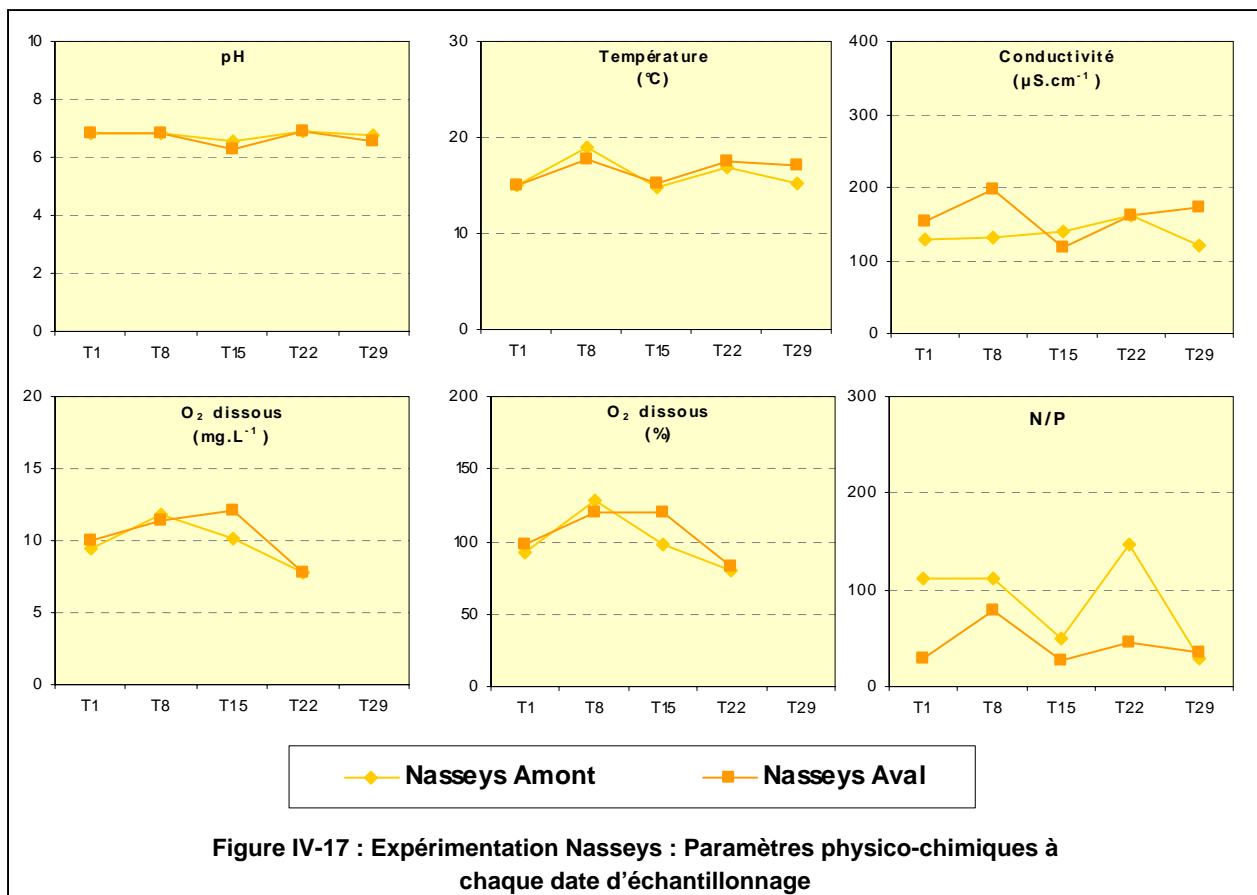 pH
10
8
6
4
2
0
T1 T8 T15 T22 T29
Température
(°C)
30
20
10
0
T1 T8 T15 T22 T29
Conductivité
(µS.cm-1)
400
300
200
100
0
T1 T8 T15 T22 T29
O2 dissous
(mg.L-1)
20
15
10
5
0
T1 T8 T15 T22 T29
O2 dissous
(%)
200
150
100
50
0
T1 T8 T15 T22 T29
N/P
300
200
100
0
T1 T8 T15 T22 T29
Nasseys Amont Nasseys Aval
Figure IV-17 : Expérimentation Nasseys : Paramètres physico-chimiques à
chaque date d'échantillonnage